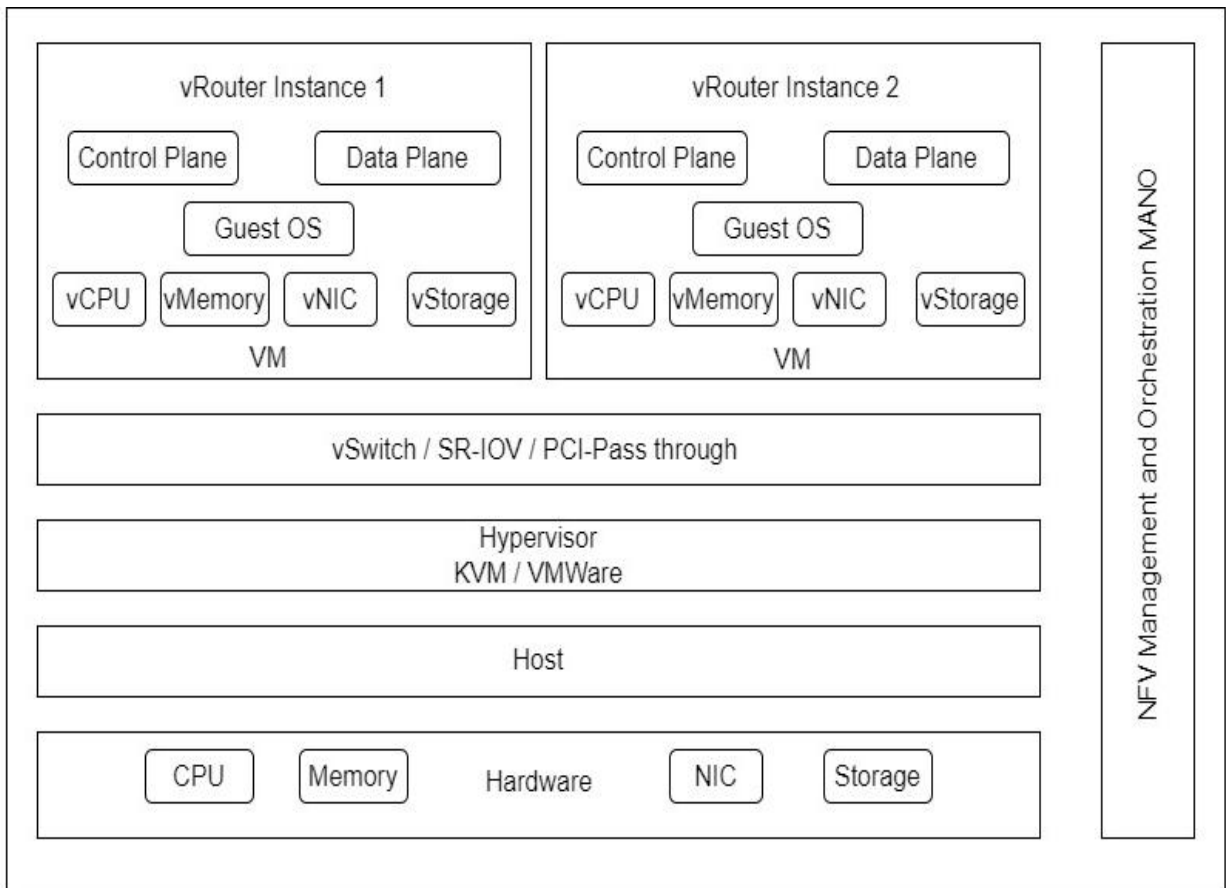 vRouter Instance 1
Control Plane
Data Plane
Guest OS
vCPU
vMemory
vNIC
vStorage
VM
vRouter Instance 2
Control Plane
Data Plane
Guest OS
vCPU
vMemory
vNIC
vStorage
VM
vSwitch / SR-IOV / PCI-Pass through
Hypervisor
KVM / VMWare
Host
CPU
Memory
Hardware
NIC
Storage
NFV Management and Orchestration MANO